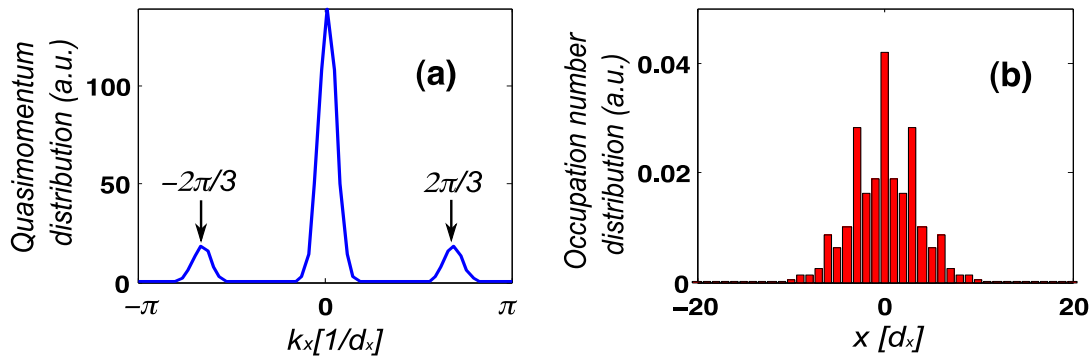 Quasimomentum
distribution (a.u.)
100
50
0
(a)
−2π/3
2π/3
−π
0
π
kx[1/dx]
Occupation number
distribution (a.u.)
0.04
0.02
0
(b)
−20
0
20
x [dx]